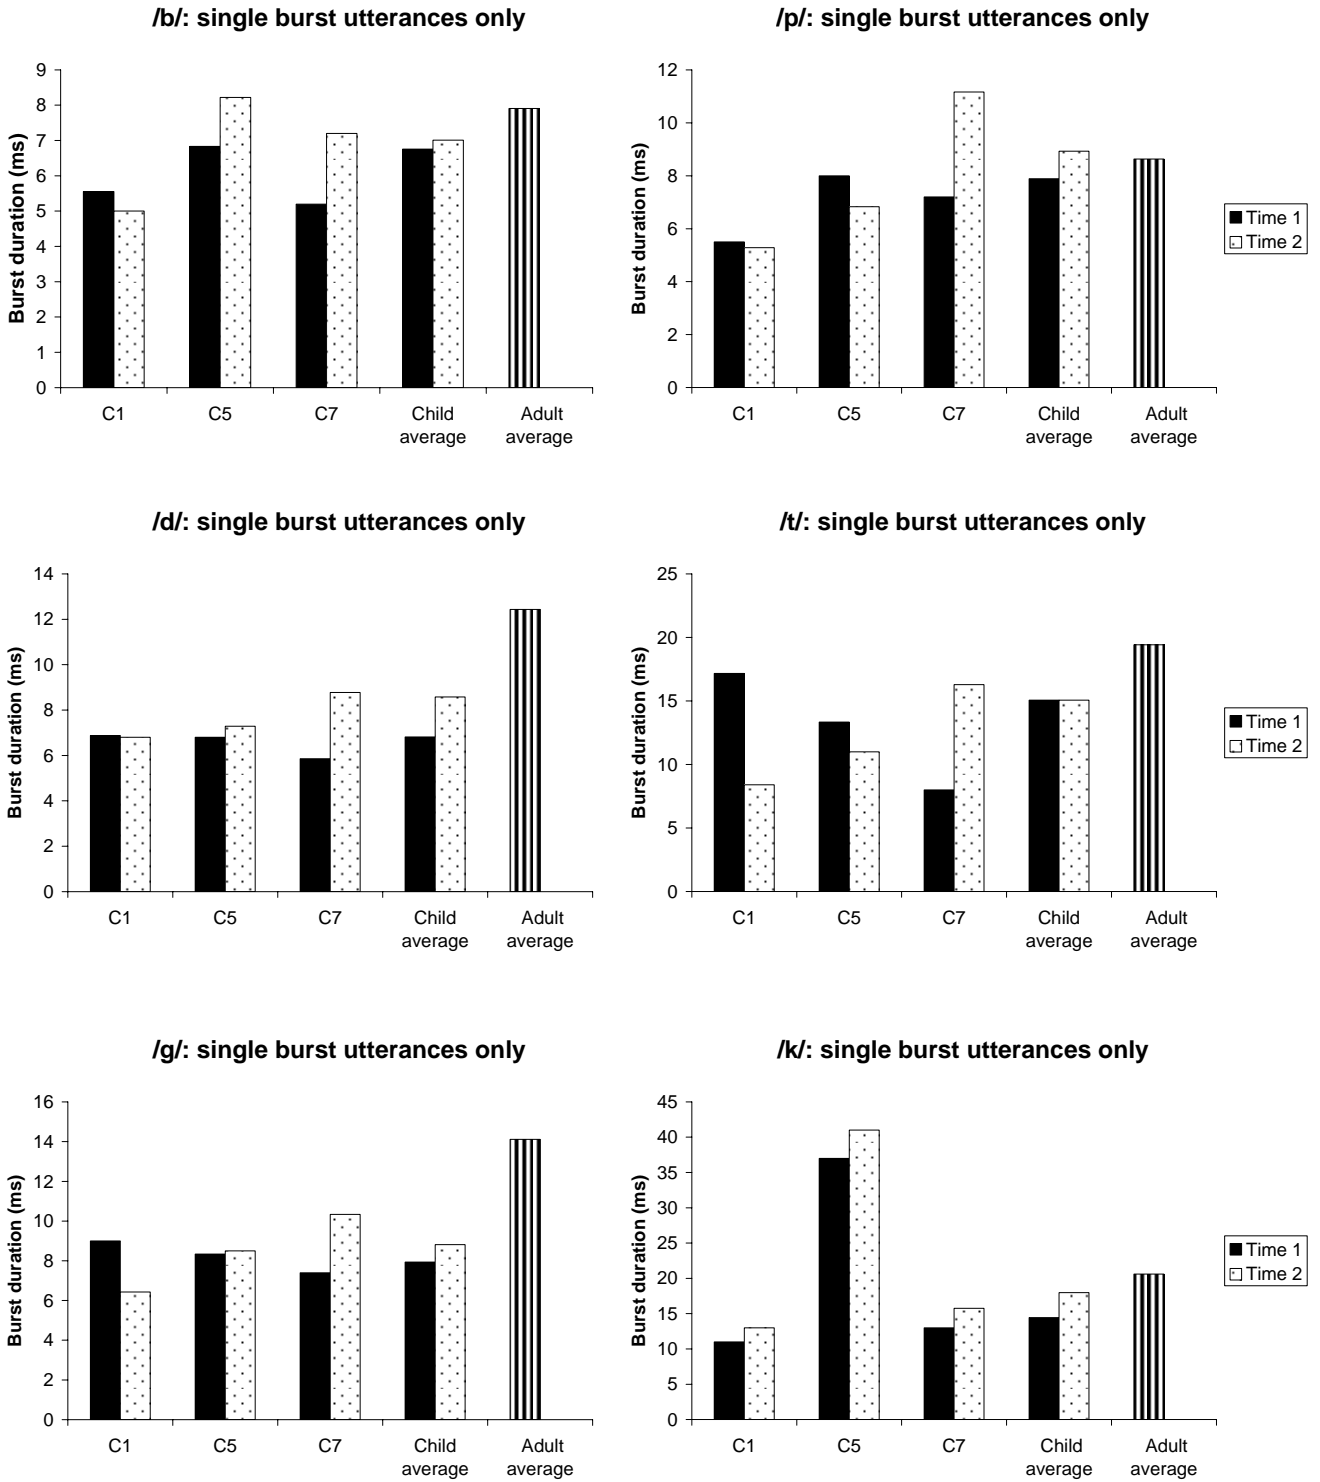 /b/: single burst utterances only
Burst duration (ms)
9
8
7
6
5
4
3
2
1
0
C1 C5 C7 Child Adult
average average
/p/: single burst utterances only
Burst duration (ms)
12
10
8
6
4
2
0
C1 C5 C7 Child Adult
average average
Time 1
Time 2
/d/: single burst utterances only
Burst duration (ms)
14
12
10
8
6
4
2
0
C1 C5 C7 Child Adult
average average
/t/: single burst utterances only
Burst duration (ms)
25
20
15
10
5
0
C1 C5 C7 Child Adult
average average
Time 1
Time 2
/g/: single burst utterances only
Burst duration (ms)
16
14
12
10
8
6
4
2
0
C1 C5 C7 Child Adult
average average
/k/: single burst utterances only
Burst duration (ms)
45
40
35
30
25
20
15
10
5
0
C1 C5 C7 Child Adult
average average
Time 1
Time 2